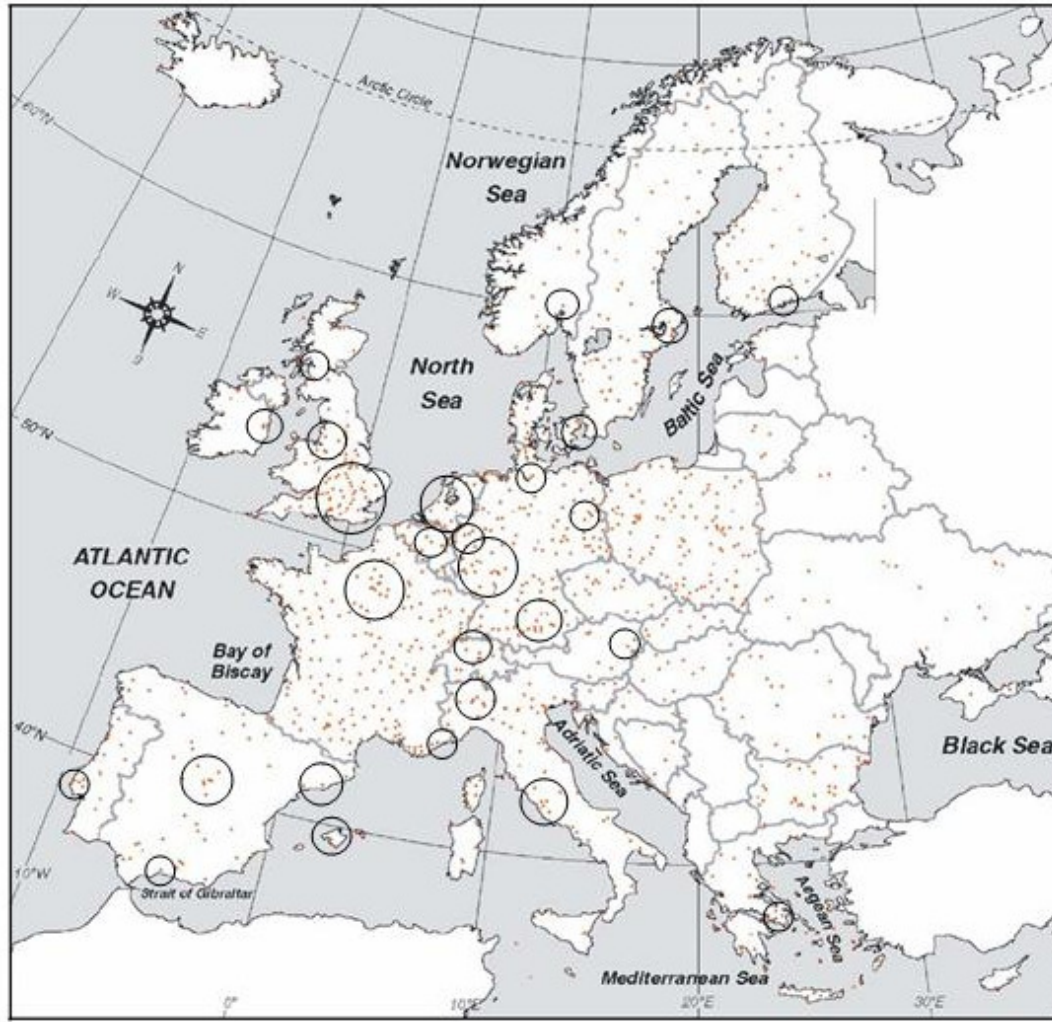 Arctic Circle
60°N
Norwegian
Sea
N
W
E
S
North
Sea
Baltic Sea
50°N
ATLANTIC
OCEAN
Bay of
Biscay
40°N
Adriatic Sea
Black Sea
10°W
Strait of Gibraltar
Aegean Sea
Mediterranean Sea
0°
10°E
20°E
30°E